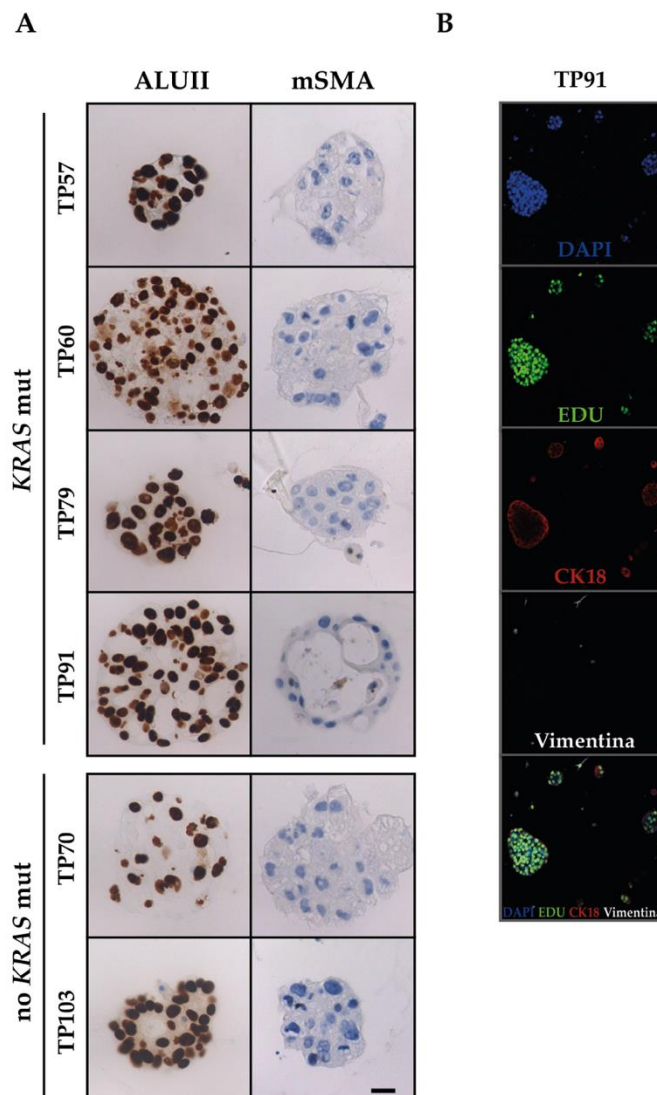 A
B
ALUII
mSMA
TP91
KRAS mut
TP57
TP60
TP79
TP91
no KRAS mut
TP70
TP103
DAPI
EDU
CK18
Vimentina
DAPI EDU CK18 Vimentina